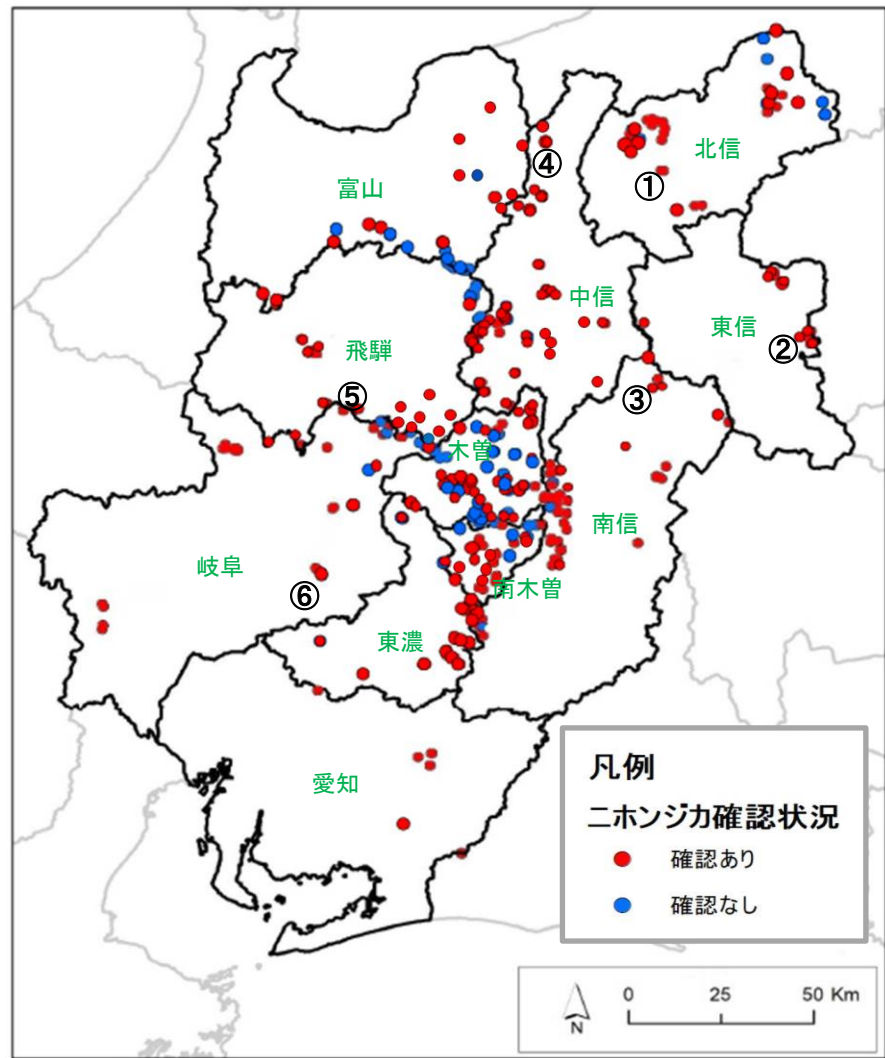 北信
④
①
富山
中信
東信
②
飛騨
③
⑤
木曽
南信
岐阜
⑥
南木曽
東濃
愛知
凡例
ニホンジカ確認状況
確認あり
確認なし
N
0 25 50 Km